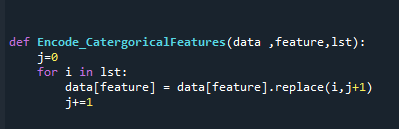 def Encode_CatergoricalFeatures(data ,feature,lst):
    j=0
    for i in lst:
        data[feature] = data[feature].replace(i,j+1)
        j+=1